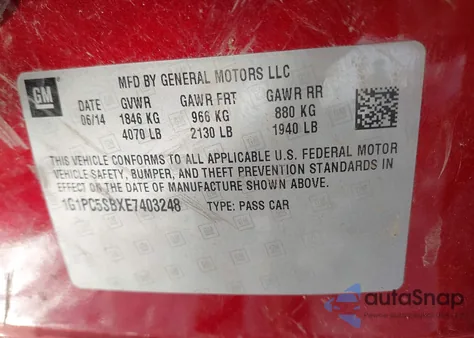 GM
MFD BY GENERAL MOTORS LLC
DATE GVWR GAWR FRT GAWR RR
06/14 1846 KG 966 KG 880 KG
4070 LB 2130 LB 1940 LB
THIS VEHICLE CONFORMS TO ALL APPLICABLE U.S. FEDERAL MOTOR
VEHICLE SAFETY, BUMPER, AND THEFT PREVENTION STANDARDS IN
EFFECT ON THE DATE OF MANUFACTURE SHOWN ABOVE.
1G1PC5SBXE7403248 TYPE: PASS CAR
autoSnap